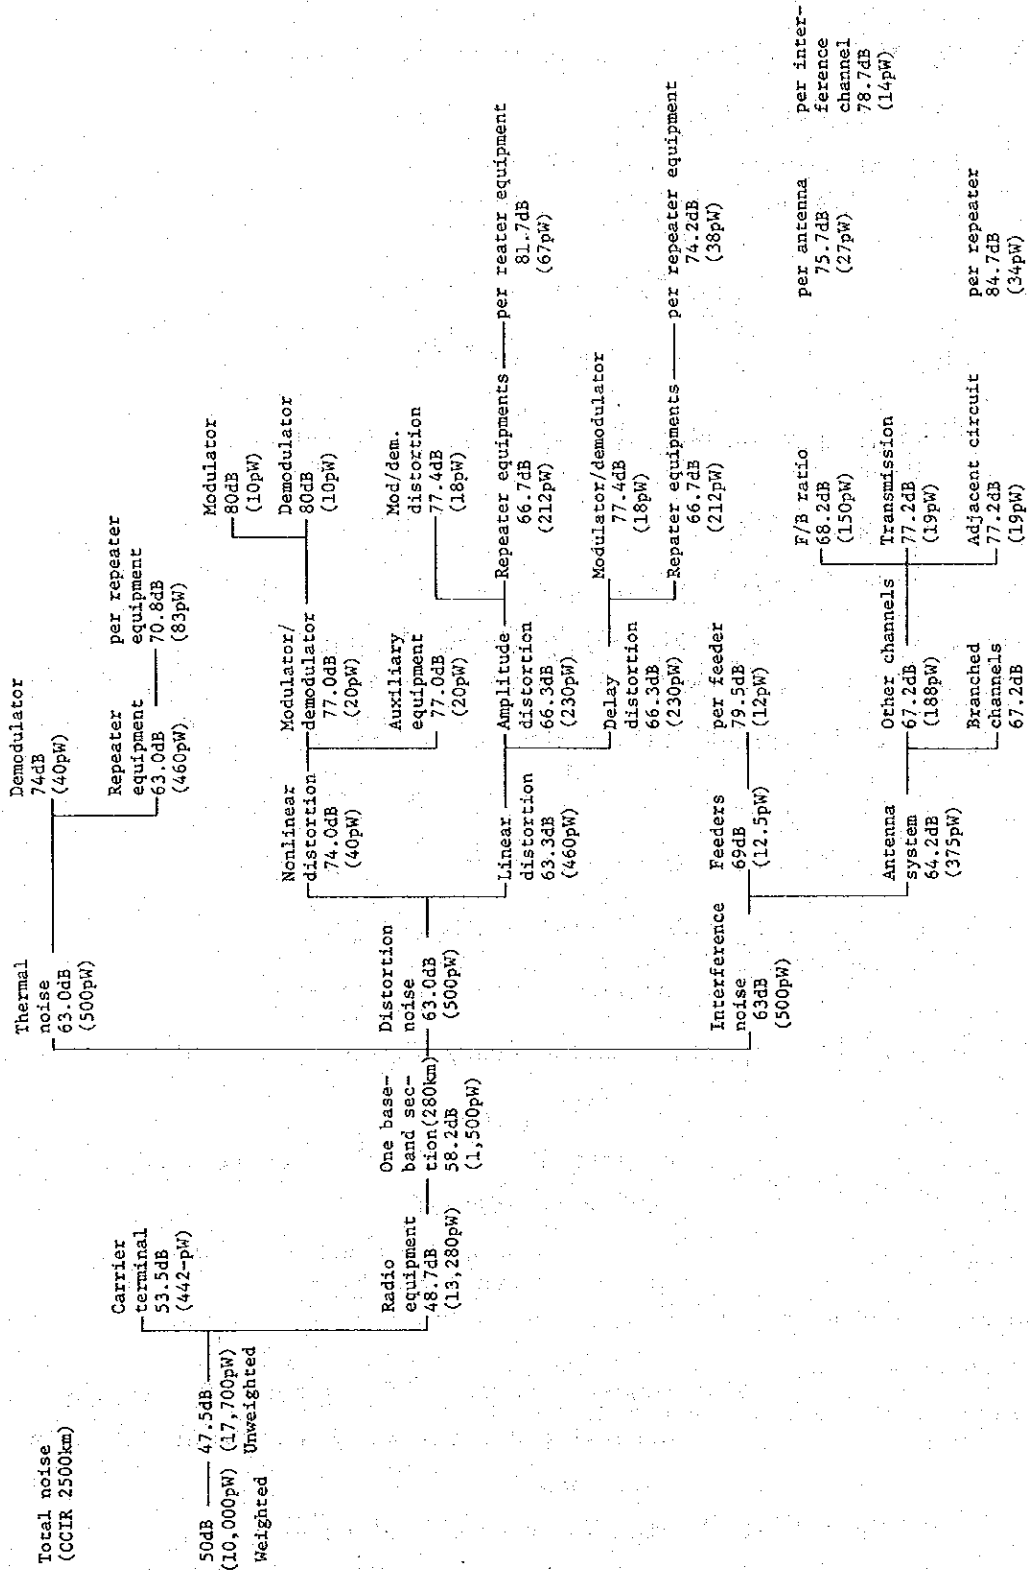 Total noise
(CCIR 2500km)
50dB
(10,000pW)
Weighted
47.5dB
(17,700pW)
Unweighted
Carrier
terminal
53.5dB
(442-pW)
Radio
equipment
48.7dB
(13,280pW)
One base-
band sec-
tion(280km)
58.2dB
(1,500pW)
Thermal
noise
63.0dB
(500pW)
Demodulator
74dB
(40pW)
Repeater
equipment
63.0dB
(460pW)
per repeater
equipment
70.8dB
(83pW)
Distortion
noise
63.0dB
(500pW)
Nonlinear
distortion
74.0dB
(40pW)
Modulator/
demodulator
77.0dB
(20pW)
Modulator
80dB
(10pW)
Demodulator
80dB
(10pW)
Auxiliary
equipment
77.0dB
(20pW)
Linear
distortion
63.3dB
(460pW)
Amplitude
distortion
66.3dB
(230pW)
Mod/dem.
distortion
77.4dB
(18pW)
Repeater equipments
66.7dB
(212pW)
per reater equipment
81.7dB
(67pW)
Delay
distortion
66.3dB
(230pW)
Modulator/demodulator
77.4dB
(18pW)
Repater equipments
66.7dB
(212pW)
per repeater equipment
74.2dB
(38pW)
Interference
noise
63dB
(500pW)
Feeders
69dB
(12.5pW)
per feeder
79.5dB
(12pW)
Antenna
system
64.2dB
(375pW)
Other channels
67.2dB
(188pW)
F/B ratio
68.2dB
(150pW)
per antenna
75.7dB
(27pW)
per inter-
ference
channel
78.7dB
(14pW)
Transmission
77.2dB
(19pW)
Adjacent circuit
77.2dB
(19pW)
per repeater
84.7dB
(34pW)
Branched
channels
67.2dB